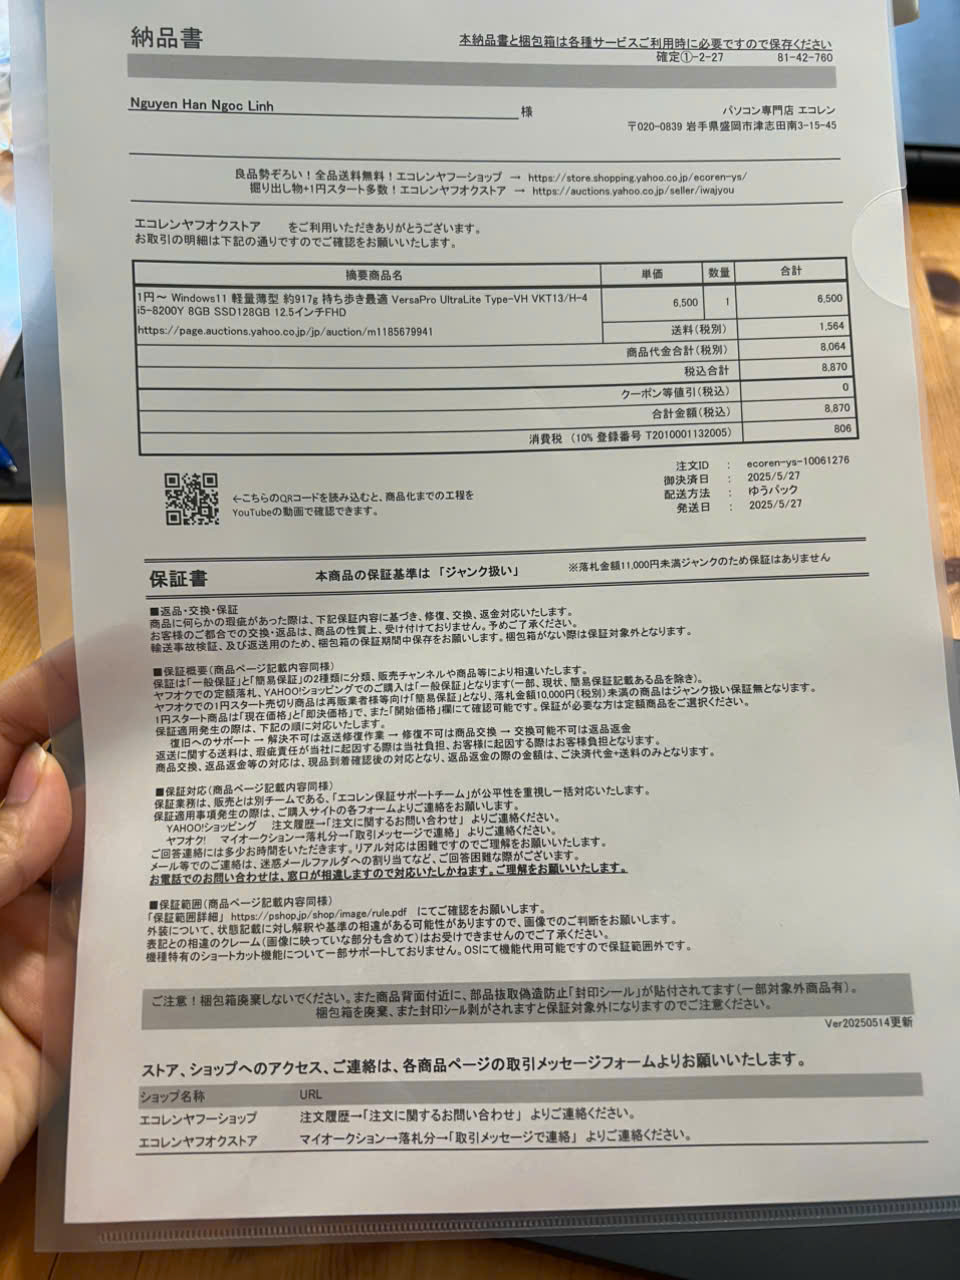 納品書
本納品書と梱包箱は各種サービスご利用時に必要ですので保存ください
確定①-2-27 81-42-760
Nguyen Han Ngoc Linh 様
パソコン専門店 エコレン
〒020-0839 岩手県盛岡市津志田南3-15-45
良品勢ぞろい！全品送料無料！エコレンヤフーショップ → https://store.shopping.yahoo.co.jp/ecoren-ys/
掘り出し物+1円スタート多数！エコレンヤフオクストア → https://auctions.yahoo.co.jp/seller/iwajyou
エコレンヤフオクストア をご利用いただきありがとうございます。
お取引の明細は下記の通りですのでご確認をお願いいたします。
摘要商品名 単価 数量 合計
1円～ Windows11 軽量薄型 約917g 持ち歩き最適 VersaPro UltraLite Type-VH VKT13/H-4
i5-8200Y 8GB SSD128GB 12.5インチFHD
6,500 1 6,500
https://page.auctions.yahoo.co.jp/jp/auction/m1185679941
送料(税別) 1,564
商品代金合計(税別) 8,064
税込合計 8,870
クーポン等値引(税込) 0
合計金額(税込) 8,870
消費税 (10% 登録番号 T2010001132005) 806
←こちらのQRコードを読み込むと、商品化までの工程を
YouTubeの動画で確認できます。
注文ID : ecoren-ys-10061276
御決済日 : 2025/5/27
配送方法 : ゆうパック
発送日 : 2025/5/27
保証書 本商品の保証基準は 「ジャンク扱い」 ※落札金額11,000円未満ジャンクのため保証はありません
■返品・交換・保証
商品に何らかの瑕疵があった際は、下記保証内容に基づき、修復、交換、返金対応いたします。
お客様のご都合での交換・返品は、商品の性質上、受け付けておりません。予めご了承ください。
輸送事故検証、及び返送用のため、梱包箱の保証期間中保存をお願いします。梱包箱がない際は保証対象外となります。
■保証概要(商品ページ記載内容同様)
保証は「一般保証」と「簡易保証」の2種類に分類、販売チャンネルや商品等により相違いたします。
ヤフオクでの定額落札、YAHOO!ショッピングでのご購入は「一般保証」となります(一部、現状、簡易保証記載ある品を除き)。
ヤフオクでの1円スタート売切り商品は再販業者様等向け「簡易保証」となり、落札金額10,000円(税別)未満の商品はジャンク扱い保証無となります。
1円スタート商品は「現在価格」と「即決価格」で、また「開始価格」欄にて確認可能です。保証が必要な方は定額商品をご選択ください。
保証適用発生の際は、下記の順に対応いたします。
復旧へのサポート → 解決不可は返送修復作業 → 修復不可は商品交換 → 交換可能不可は返品返金
返送に関する送料は、瑕疵責任が当社に起因する際は当社負担、お客様に起因する際はお客様負担となります。
商品交換、返品返金等の対応は、現品到着確認後の対応となり、返品返金の際の金額は、ご決済代金+送料のみとなります。
■保証対応(商品ページ記載内容同様)
保証業務は、販売とは別チームである、「エコレン保証サポートチーム」が公平性を重視し一括対応いたします。
保証適用事項発生の際は、ご購入サイトの各フォームよりご連絡をお願いします。
YAHOO!ショッピング 注文履歴→「注文に関するお問い合わせ」 よりご連絡ください。
ヤフオク! マイオークション→落札分→「取引メッセージで連絡」 よりご連絡ください。
ご回答連絡には多少お時間をいただきます。リアル対応は困難ですのでご理解をお願いいたします。
メール等でのご連絡は、迷惑メールファルダへの割り当てなど、ご回答困難な際がございます。
お電話でのお問い合わせは、窓口が相違しますので対応いたしかねます。ご理解をお願いいたします。
■保証範囲(商品ページ記載内容同様)
「保証範囲詳細」 https://pshop.jp/shop/image/rule.pdf にてご確認をお願いします。
外装について、状態記載に対し解釈や基準の相違がある可能性がありますので、画像でのご判断をお願いします。
表記との相違のクレーム(画像に映っていな部分も含めて)はお受けできませんのでご了承ください。
機種特有のショートカット機能について一部サポートしておりません。OSにて機能代用可能ですので保証範囲外です。
ご注意！梱包箱廃棄しないでください。また商品背面付近に、部品抜取偽造防止「封印シール」が貼付されてます(一部対象外商品有)。
梱包箱を廃棄、また封印シール剥がされますと保証対象外になりますのでご注意ください。
Ver20250514更新
ストア、ショップへのアクセス、ご連絡は、各商品ページの取引メッセージフォームよりお願いいたします。
ショップ名称 URL
エコレンヤフーショップ 注文履歴→「注文に関するお問い合わせ」 よりご連絡ください。
エコレンヤフオクストア マイオークション→落札分→「取引メッセージで連絡」 よりご連絡ください。